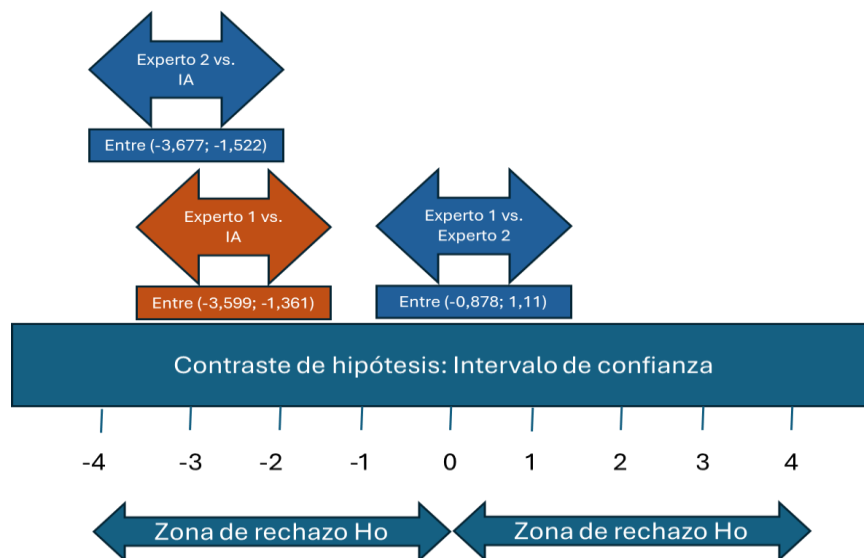 Experto 2 vs.
IA
Entre (-3,677; -1,522)
Experto 1 vs.
IA
Entre (-3,599; -1,361)
Experto 1 vs.
Experto 2
Entre (-0,878; 1,11)
Contraste de hipótesis: Intervalo de confianza
-4 -3 -2 -1 0 1 2 3 4
Zona de rechazo Ho Zona de rechazo Ho